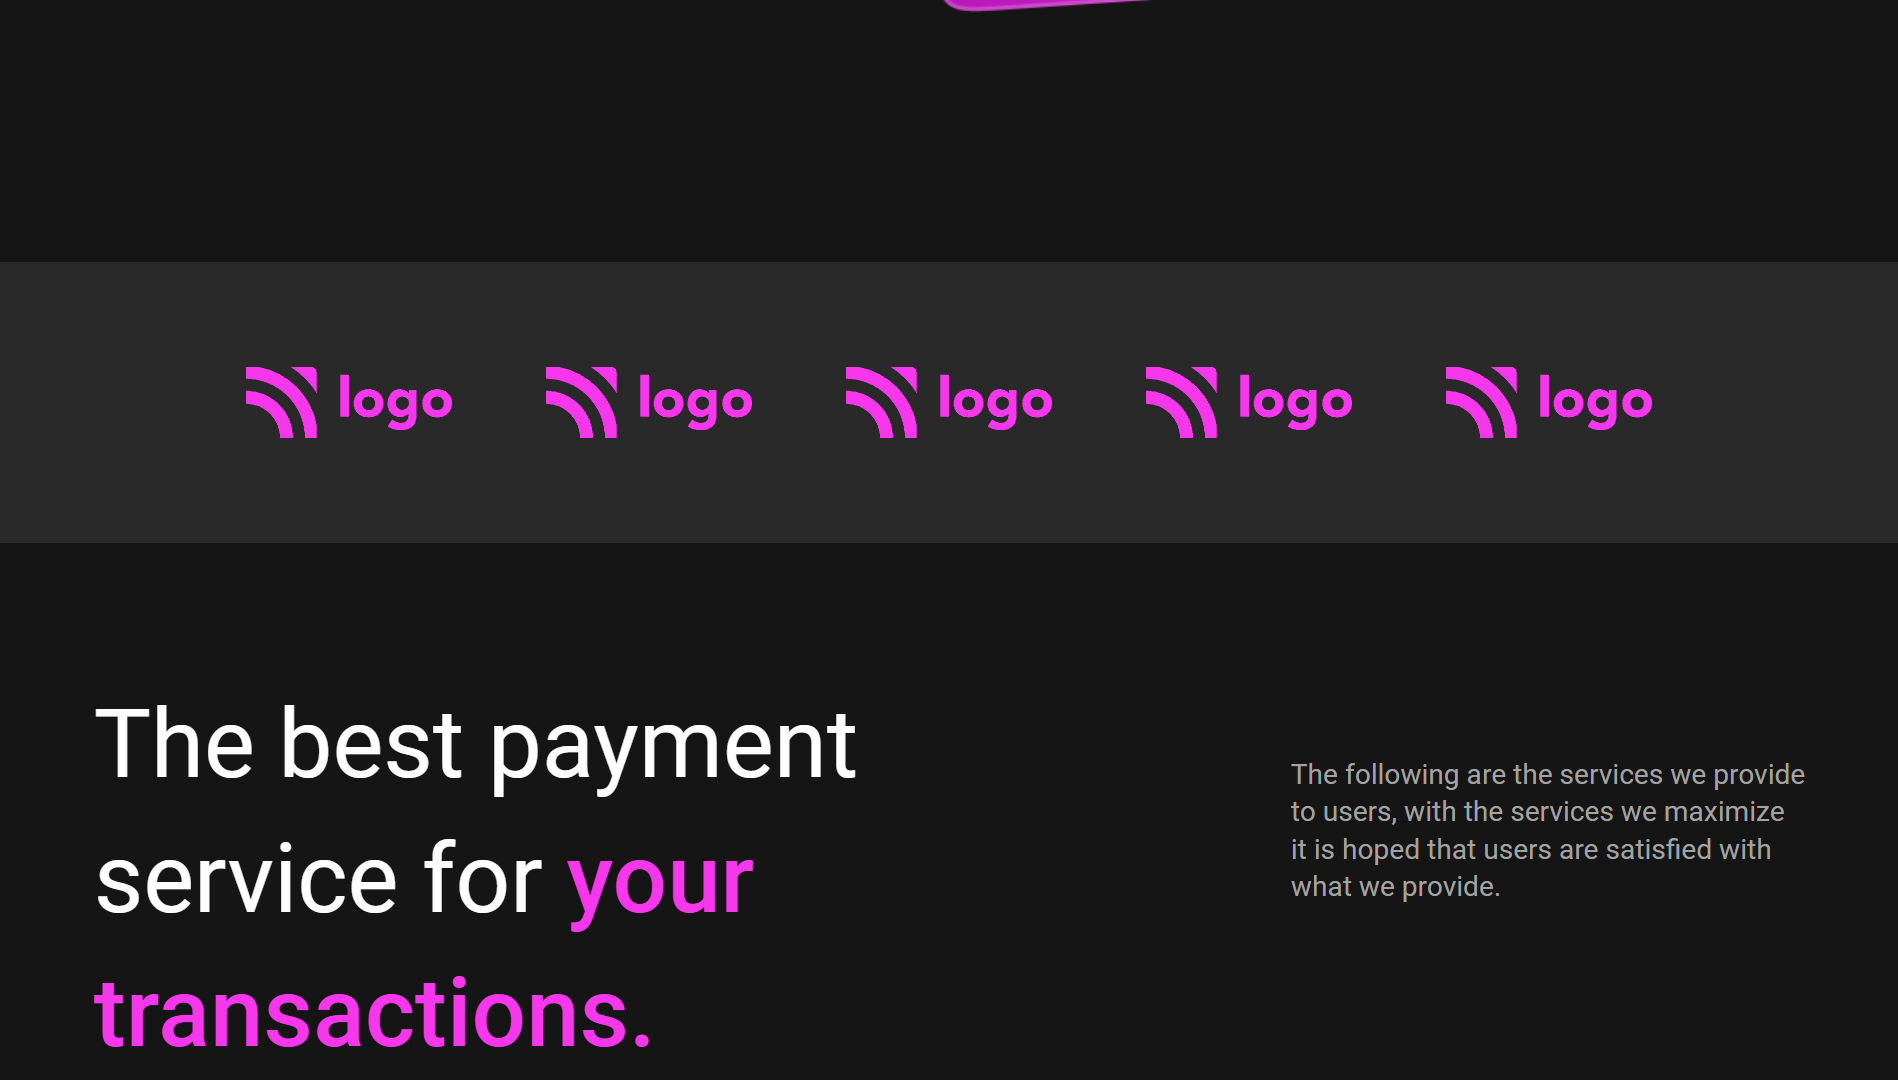 logo logo logo logo logo
The best payment
service for your
transactions.
The following are the services we provide
to users, with the services we maximize
it is hoped that users are satisfied with
what we provide.